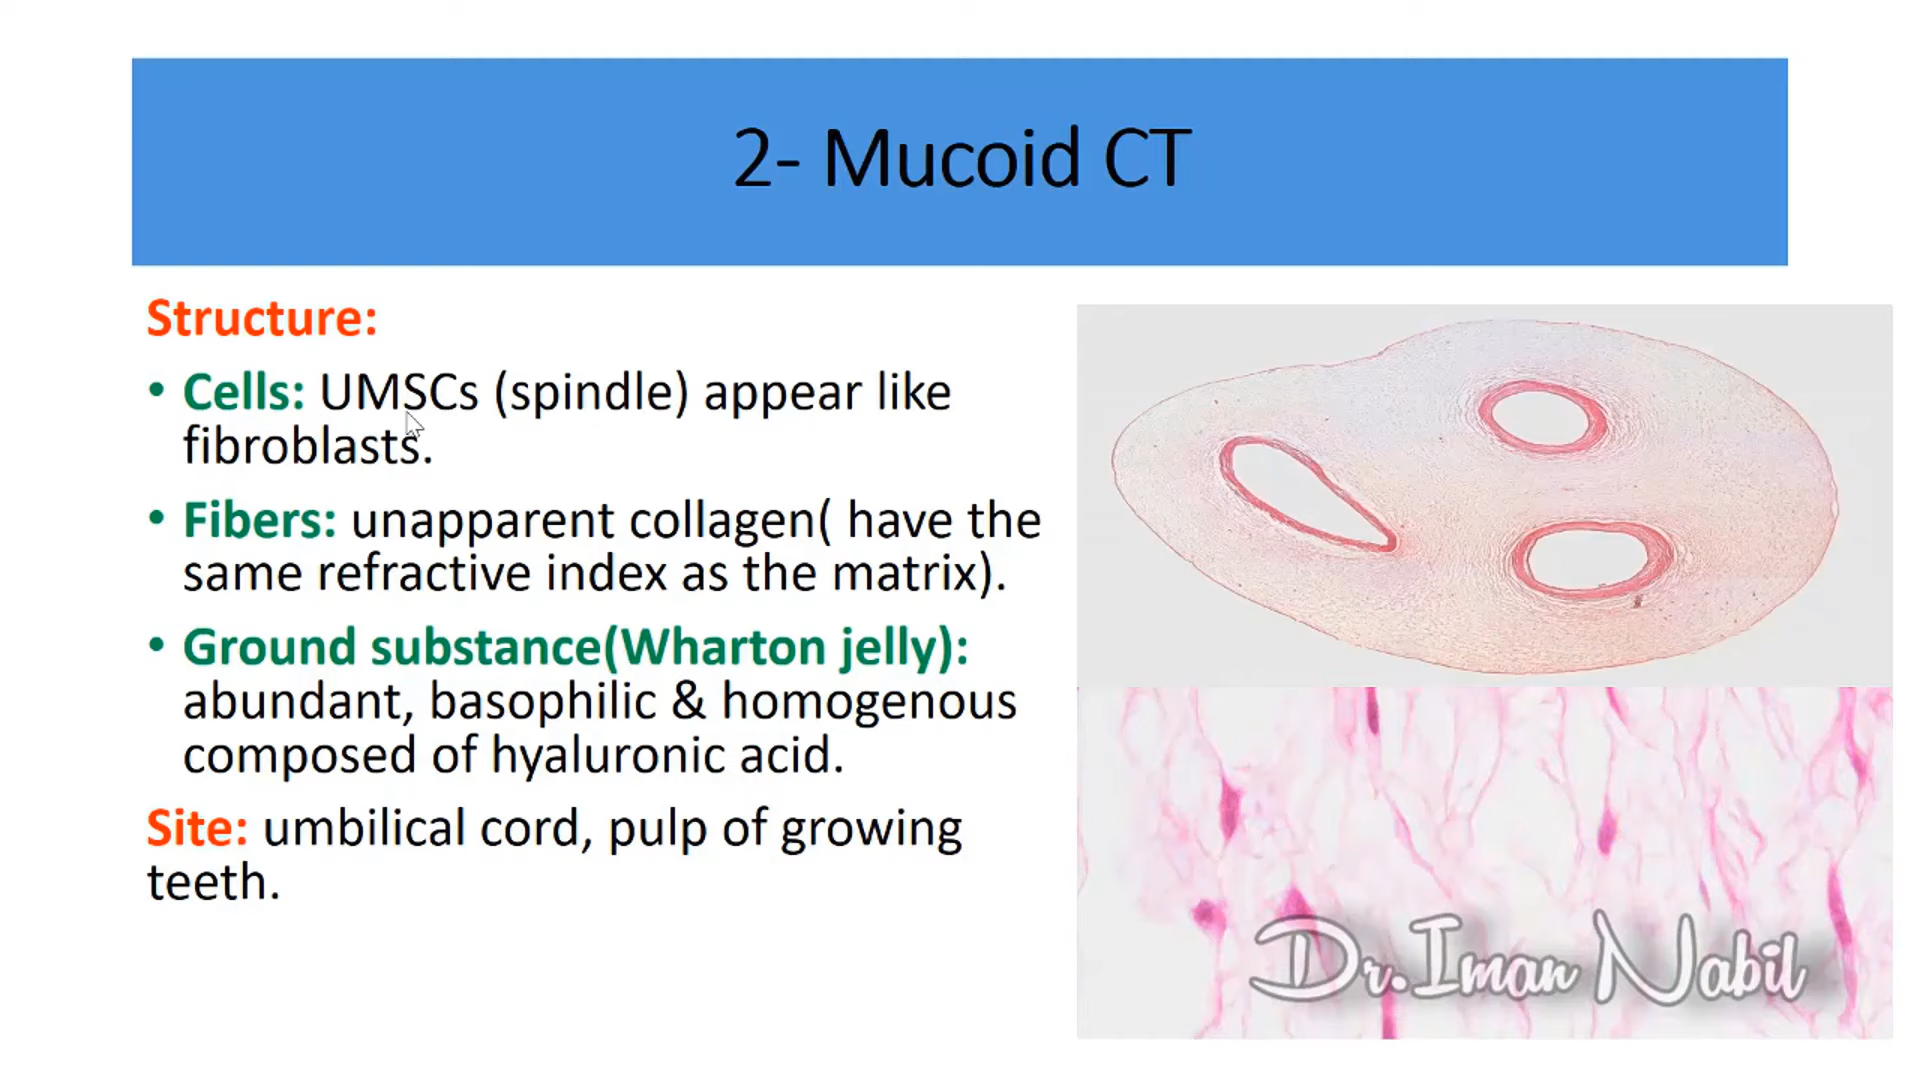 2- Mucoid CT
Structure:
• Cells: UMSCs (spindle) appear like
fibroblasts.
• Fibers: unapparent collagen( have the
same refractive index as the matrix).
• Ground substance(Wharton jelly):
abundant, basophilic & homogenous
composed of hyaluronic acid.
Site: umbilical cord, pulp of growing
teeth.
Dr.Iman Nabil